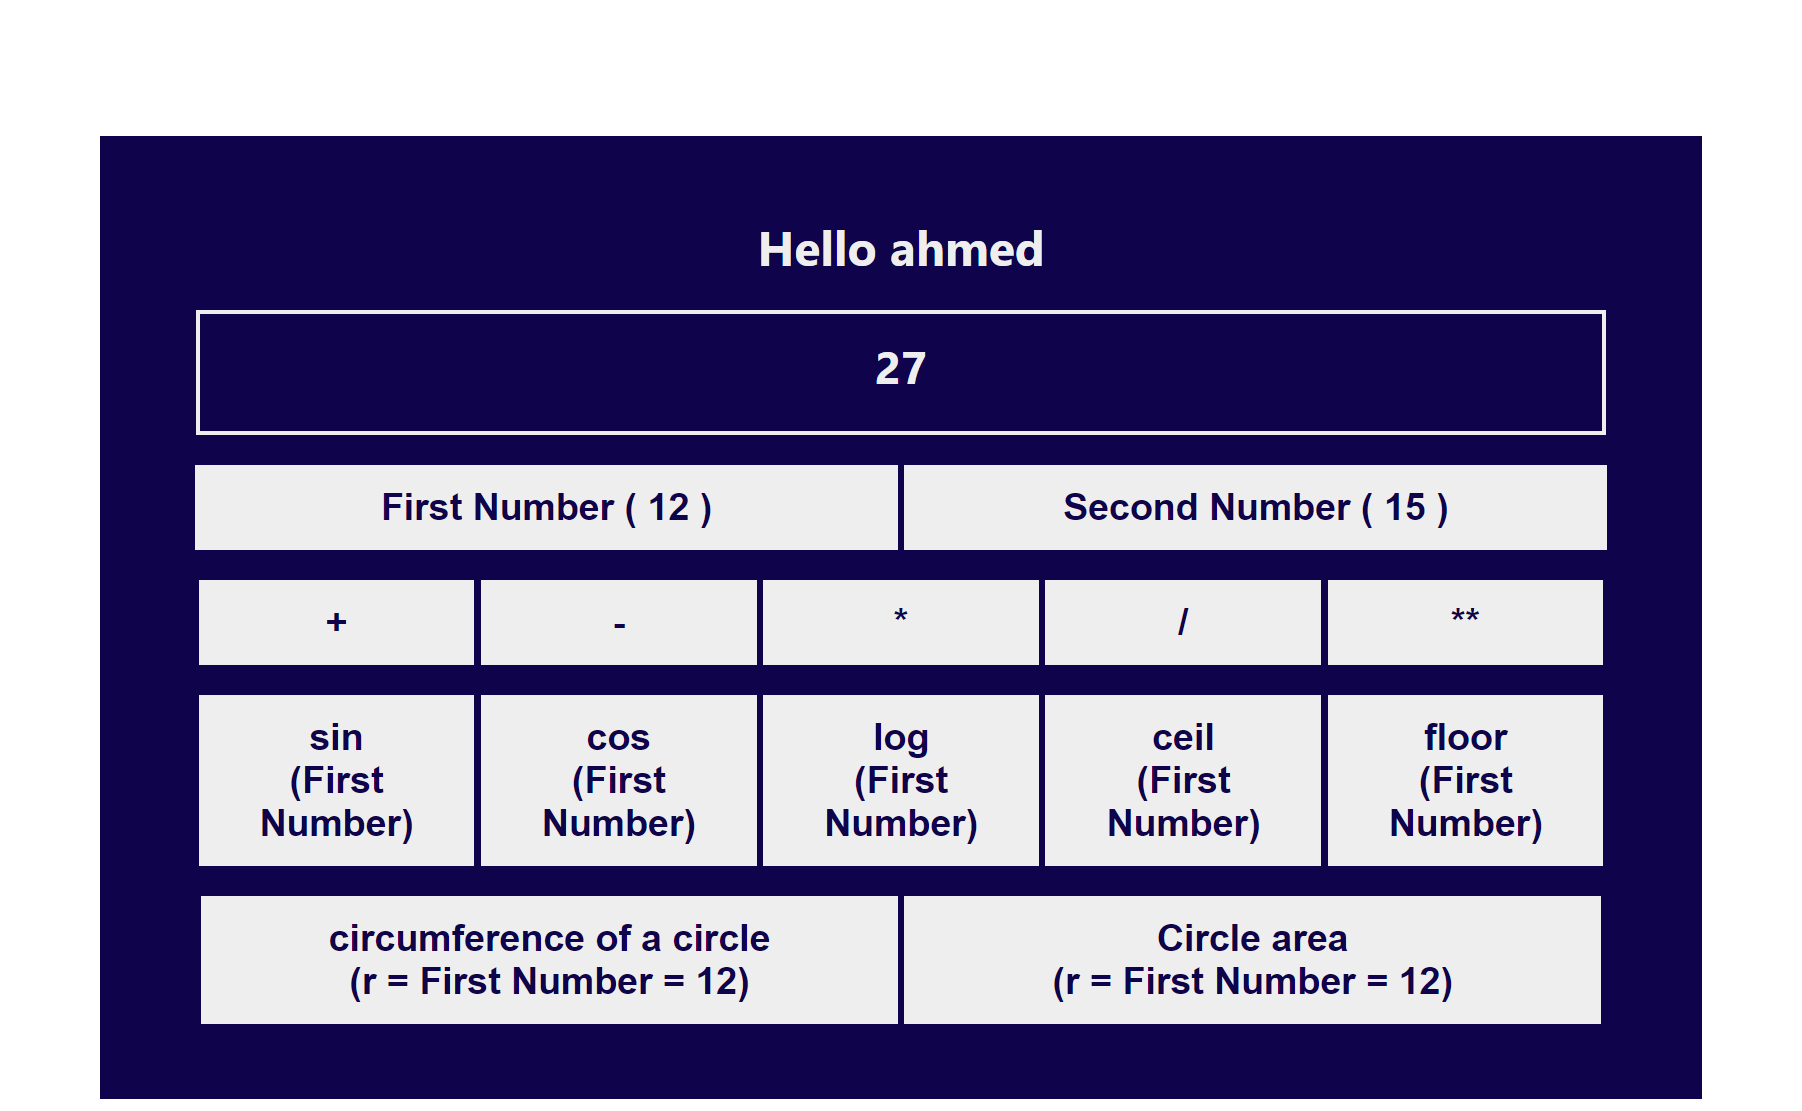 Hello ahmed
27
First Number ( 12 )
Second Number ( 15 )
+
-
*
/
**
sin
(First
Number)
cos
(First
Number)
log
(First
Number)
ceil
(First
Number)
floor
(First
Number)
circumference of a circle
(r = First Number = 12)
Circle area
(r = First Number = 12)